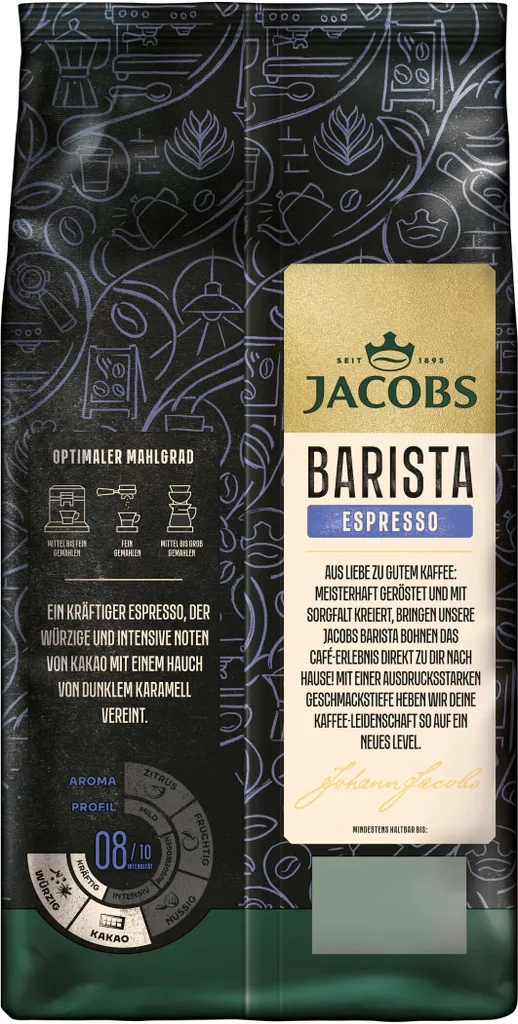 SEIT 1895
JACOBS
BARISTA
ESPRESSO
AUS LIEBE ZU GUTEM KAFFEE:
MEISTERHAFT GERÖSTET UND MIT
SORGFALT KREIERT, BRINGEN UNSERE
JACOBS BARISTA BOHNEN DAS
CAFÉ-ERLEBNIS DIREKT ZU DIR NACH
HAUSE! MIT EINER AUSDRUCKSSTARKEN
GESCHMACKSTIEFE HEBEN WIR DEINE
KAFFEE-LEIDENSCHAFT SO AUF EIN
NEUES LEVEL.
Johann Jacobs
MINDESTENS HALTBAR BIS:
OPTIMALER MAHLGRAD
MITTEL BIS FEIN
GEMAHLEN
FEIN
GEMAHLEN
MITTEL BIS GROB
GEMAHLEN
EIN KRÄFTIGER ESPRESSO, DER
WÜRZIGE UND INTENSIVE NOTEN
VON KAKAO MIT EINEM HAUCH
VON DUNKLEM KARAMELL
VEREINT.
AROMA
PROFIL
08/10
INTENSITÄT
ZITRUS
FRUCHTIG
NUSSIG
KAKAO
WÜRZIG
MILD
AUSGEWOGEN
INTENSIV
KRÄFTIG